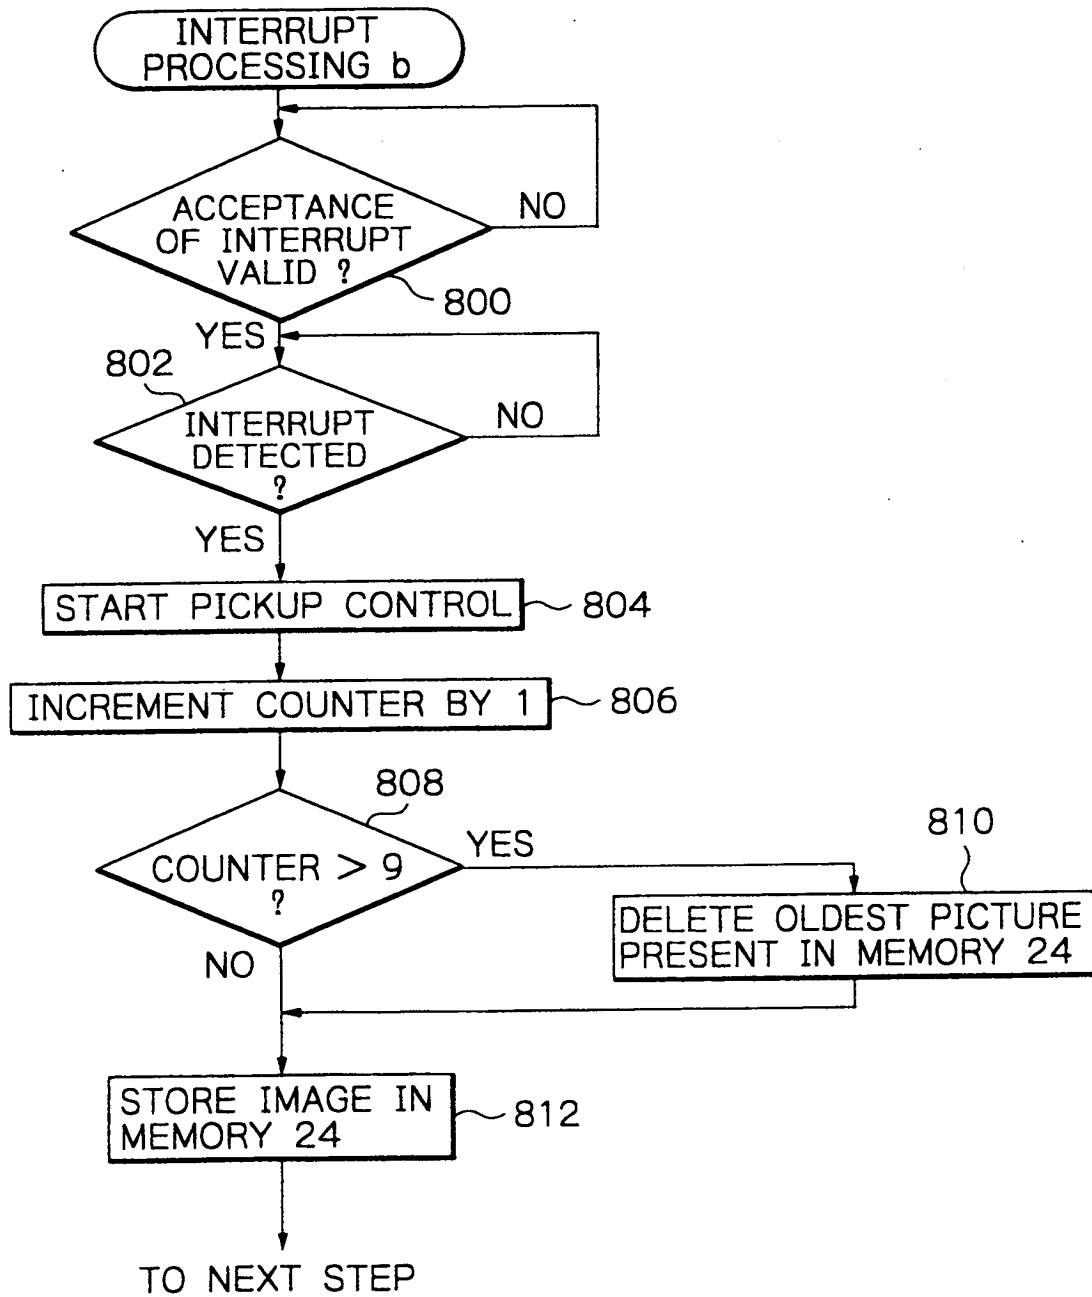 INTERRUPT
PROCESSING b
ACCEPTANCE
OF INTERRUPT
VALID ?
NO
800
YES
802
INTERRUPT
DETECTED
?
NO
YES
START PICKUP CONTROL
804
INCREMENT COUNTER BY 1
806
808
COUNTER > 9
?
YES
810
DELETE OLDEST PICTURE
PRESENT IN MEMORY 24
NO
STORE IMAGE IN
MEMORY 24
812
TO NEXT STEP